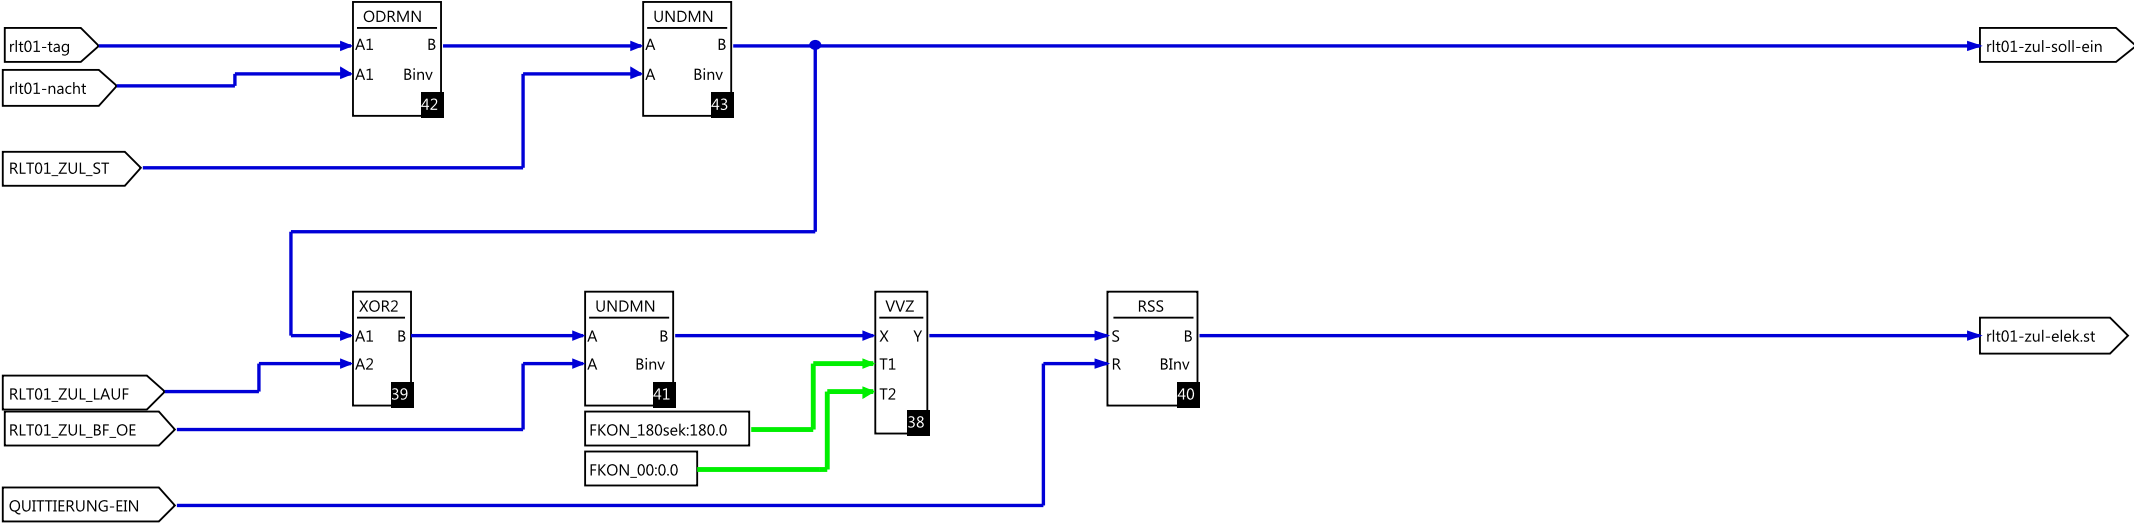 ODRMN
UNDMN
rlt01-tag
A1 B
A B
rlt01-zul-soll-ein
rlt01-nacht
A1 Binv
A Binv
42
43
RLT01_ZUL_ST
XOR2
UNDMN
VVZ
RSS
A1 B
A B
X Y
S B
rlt01-zul-elek.st
A2
A Binv
T1
R BInv
RLT01_ZUL_LAUF
39
41
T2
40
RLT01_ZUL_BF_OE
FKON_180sek:180.0
38
FKON_00:0.0
QUITTIERUNG-EIN